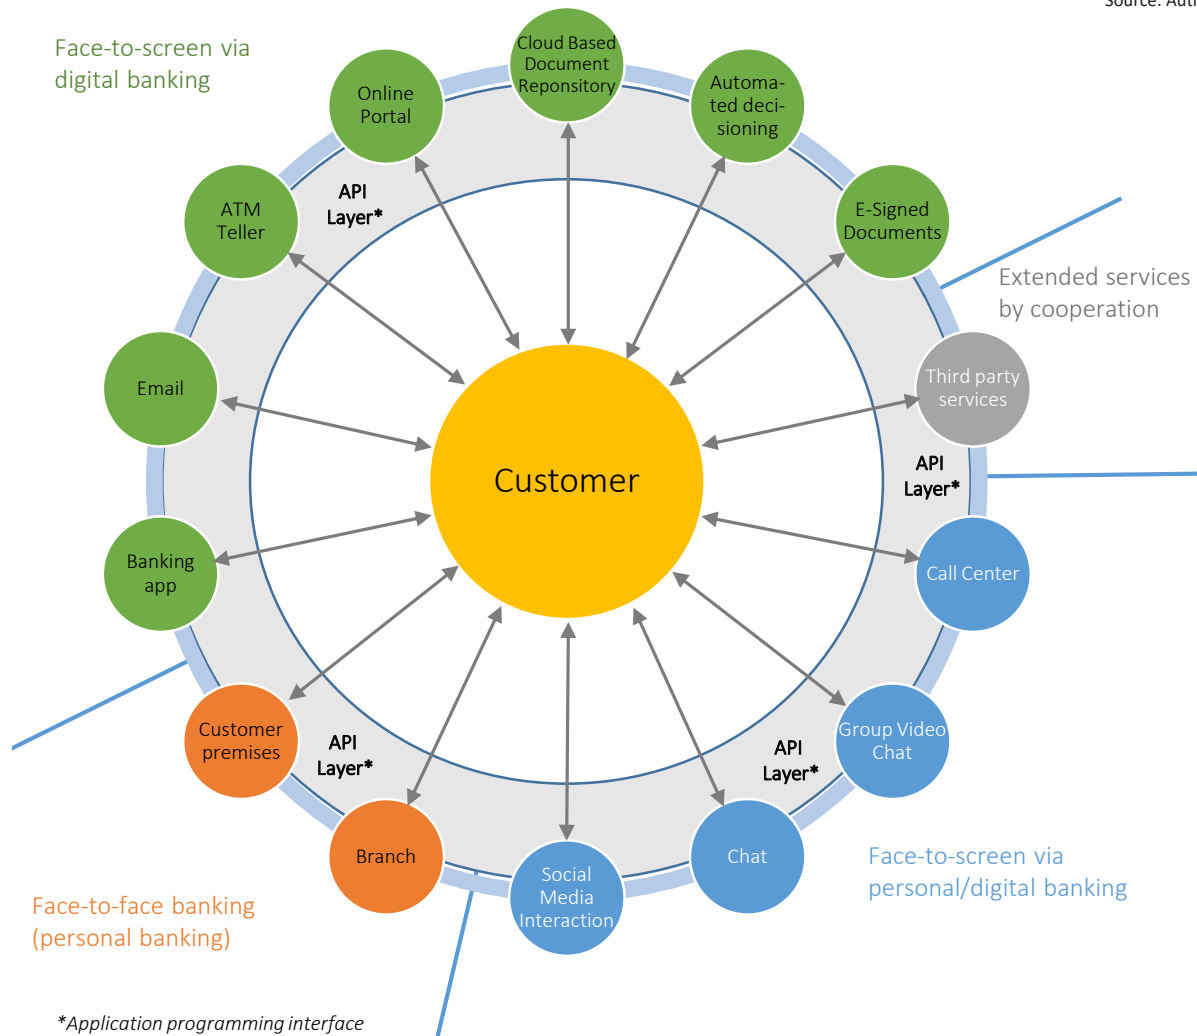 Face-to-screen via
digital banking
Cloud Based
Document
Reponsitory
Online
Portal
Automa-
ted deci-
sioning
ATM
Teller
API
Layer*
E-Signed
Documents
Extended services
by cooperation
Email
Third party
services
Customer
API
Layer*
Banking
app
Call Center
Customer
premises
API
Layer*
API
Layer*
Group Video
Chat
Branch
Social
Media
Interaction
Chat
Face-to-screen via
personal/digital banking
Face-to-face banking
(personal banking)
*Application programming interface